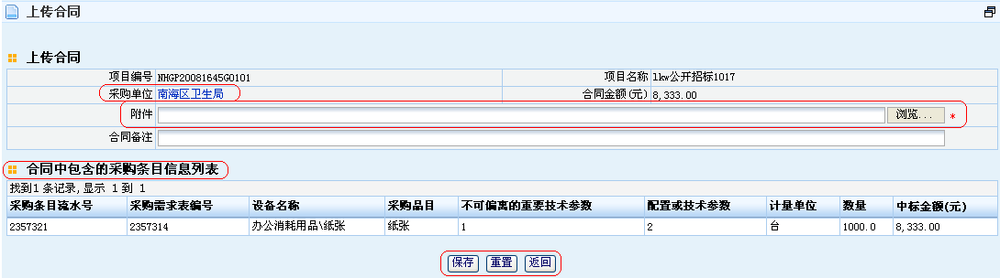 上传合同
上传合同
项目编号 NHGP20081645G0101 项目名称 lkw公开招标1017
采购单位 南海区卫生局 合同金额(元) 8,333.00
附件 浏览... *
合同备注
合同中包含的采购条目信息列表
找到1 条记录, 显示 1 到 1
采购条目流水号 采购需求表编号 设备名称 采购品目 不可偏离的重要技术参数 配置或技术参数 计量单位 数量 中标金额(元)
2357321 2357314 办公消耗用品\纸张 纸张 1 2 台 1000.0 8,333.00
保存 重置 返回